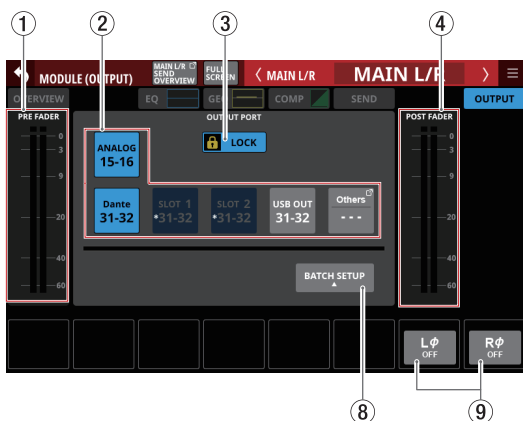 1 2 3 4
MODULE (OUTPUT)
MAIN L/R
SEND
OVERVIEW
FULL
SCREEN
MAIN L/R
MAIN L/R
OVERVIEW
EQ
GEQ
COMP
SEND
OUTPUT
PRE FADER
OUTPUT PORT
POST FADER
LOCK
ANALOG
15-16
Dante
31-32
SLOT 1
*31-32
SLOT 2
*31-32
USB OUT
31-32
Others
---
0
3
9
20
40
60
0
3
9
20
40
60
BATCH SETUP
LΦ
OFF
RΦ
OFF
8 9